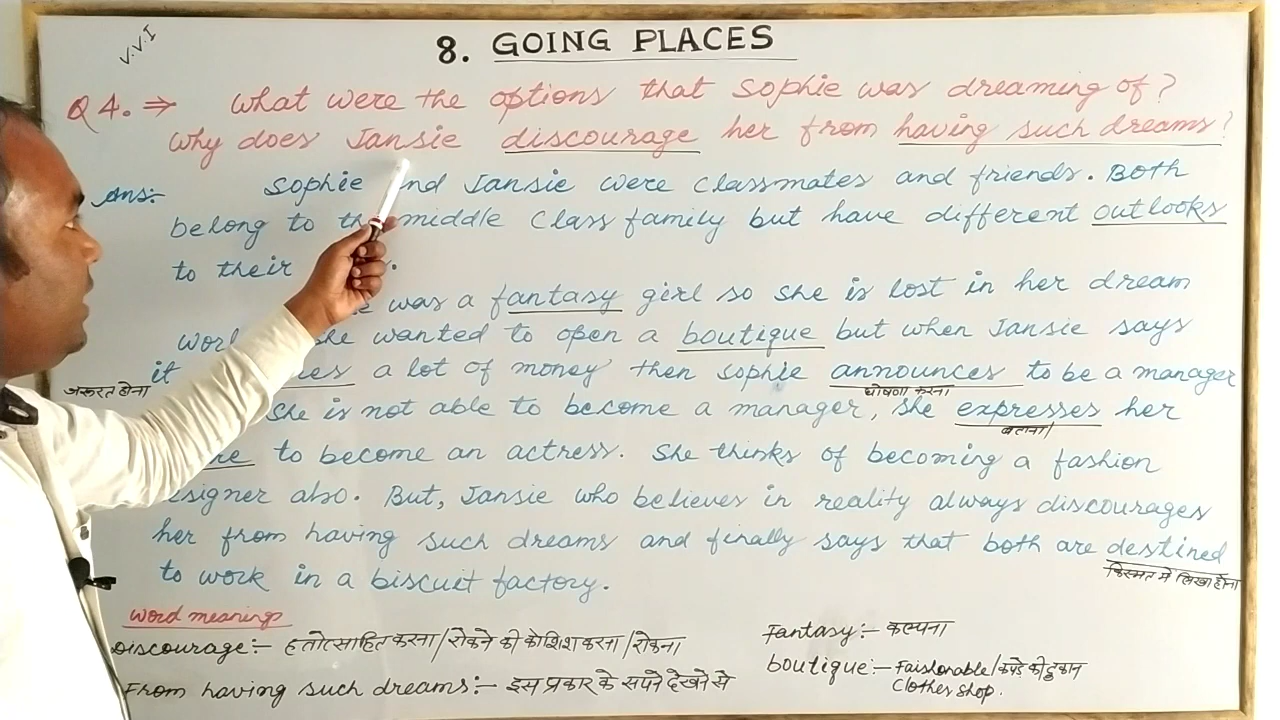 V.V.I
8. GOING PLACES
Q 4. ⇒ What were the options that Sophie was dreaming of?
Why does Jansie discourage her from having such dreams?
Ans:- Sophie and Jansie were classmates and friends. Both
belong to the middle class family but have different outlooks
to their .
was a fantasy girl so she is lost in her dream
she wanted to open a boutique but when Jansie says
it a lot of money then Sophie announces to be a manager
जरूरत होना घोषणा करना
She is not able to become a manager, she expresses her
बताना/
to become an actress. She thinks of becoming a fashion
designer also. But, Jansie who believes in reality always discourages
her from having such dreams and finally says that both are destined
किस्मत में लिखा होना
to work in a biscuit factory.
Word meanings
Discourage:- हतोत्साहित करना/रोकने की कोशिश करना/रोकना
From having such dreams:- इस प्रकार के सपने देखने से
Fantasy:- कल्पना
boutique:- Faishonable/कपड़े की दुकान
Clothes shop.